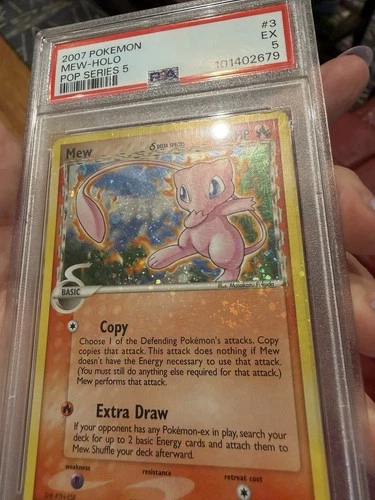 2007 POKEMON #3
MEW-HOLO EX
POP SERIES 5 5
101402679
PSA
Mew δ DELTA SPECIES HP
BASIC
Copy
Choose 1 of the Defending Pokémon's attacks. Copy
copies that attack. This attack does nothing if Mew
doesn't have the Energy necessary to use that attack.
(You must still do anything else required for that attack.)
Mew performs that attack.
Extra Draw
If your opponent has any Pokémon-ex in play, search your
deck for up to 2 basic Energy cards and attach them to
Mew. Shuffle your deck afterward.
weakness resistance retreat cost